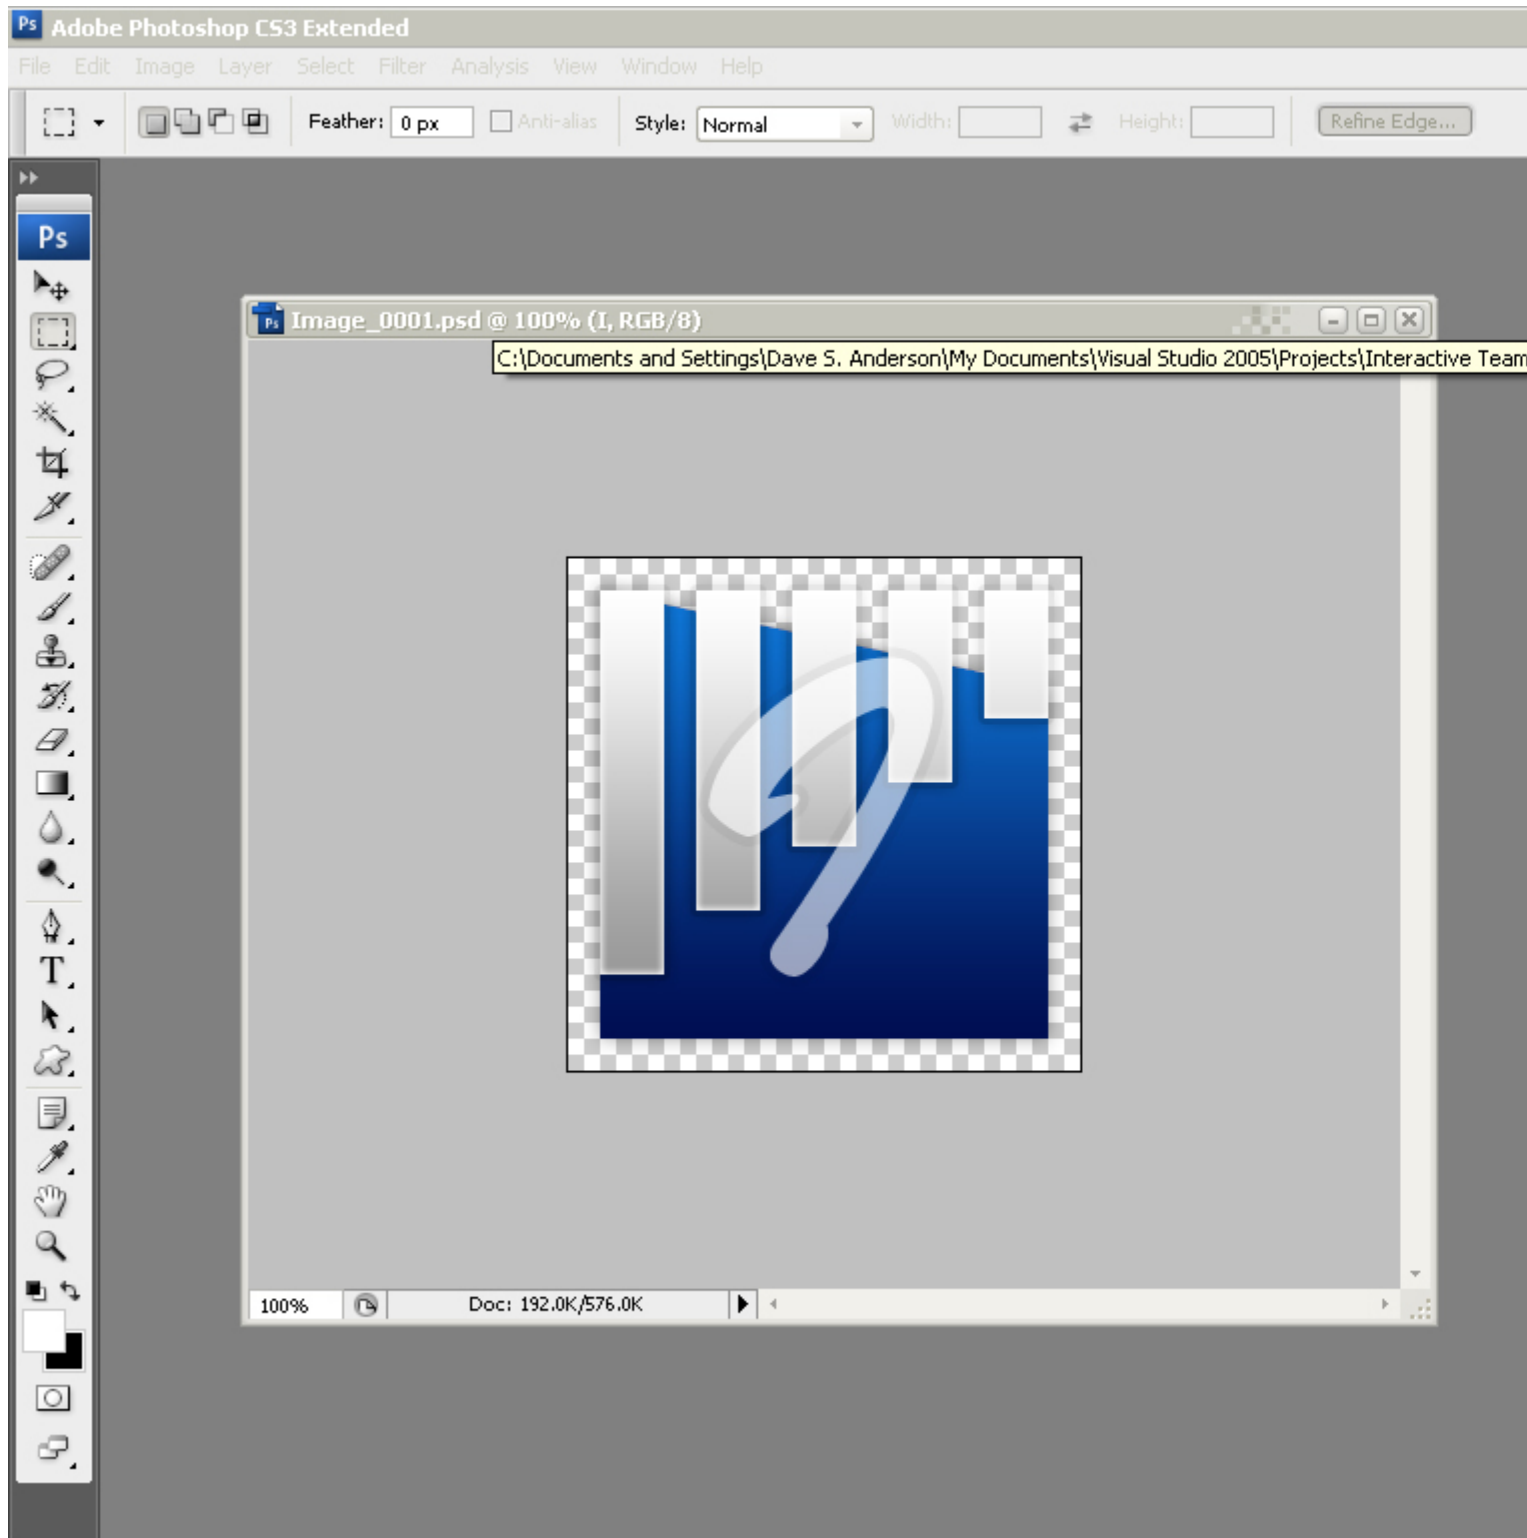 Ps Adobe Photoshop CS3 Extended
File Edit Image Layer Select Filter Analysis View Window Help
Feather: 0 px Anti-alias Style: Normal Width: Height: Refine Edge...
Ps
Ps Image_0001.psd @ 100% (I, RGB/8)
C:\Documents and Settings\Dave S. Anderson\My Documents\Visual Studio 2005\Projects\Interactive Team
T
100% Doc: 192.0K/576.0K